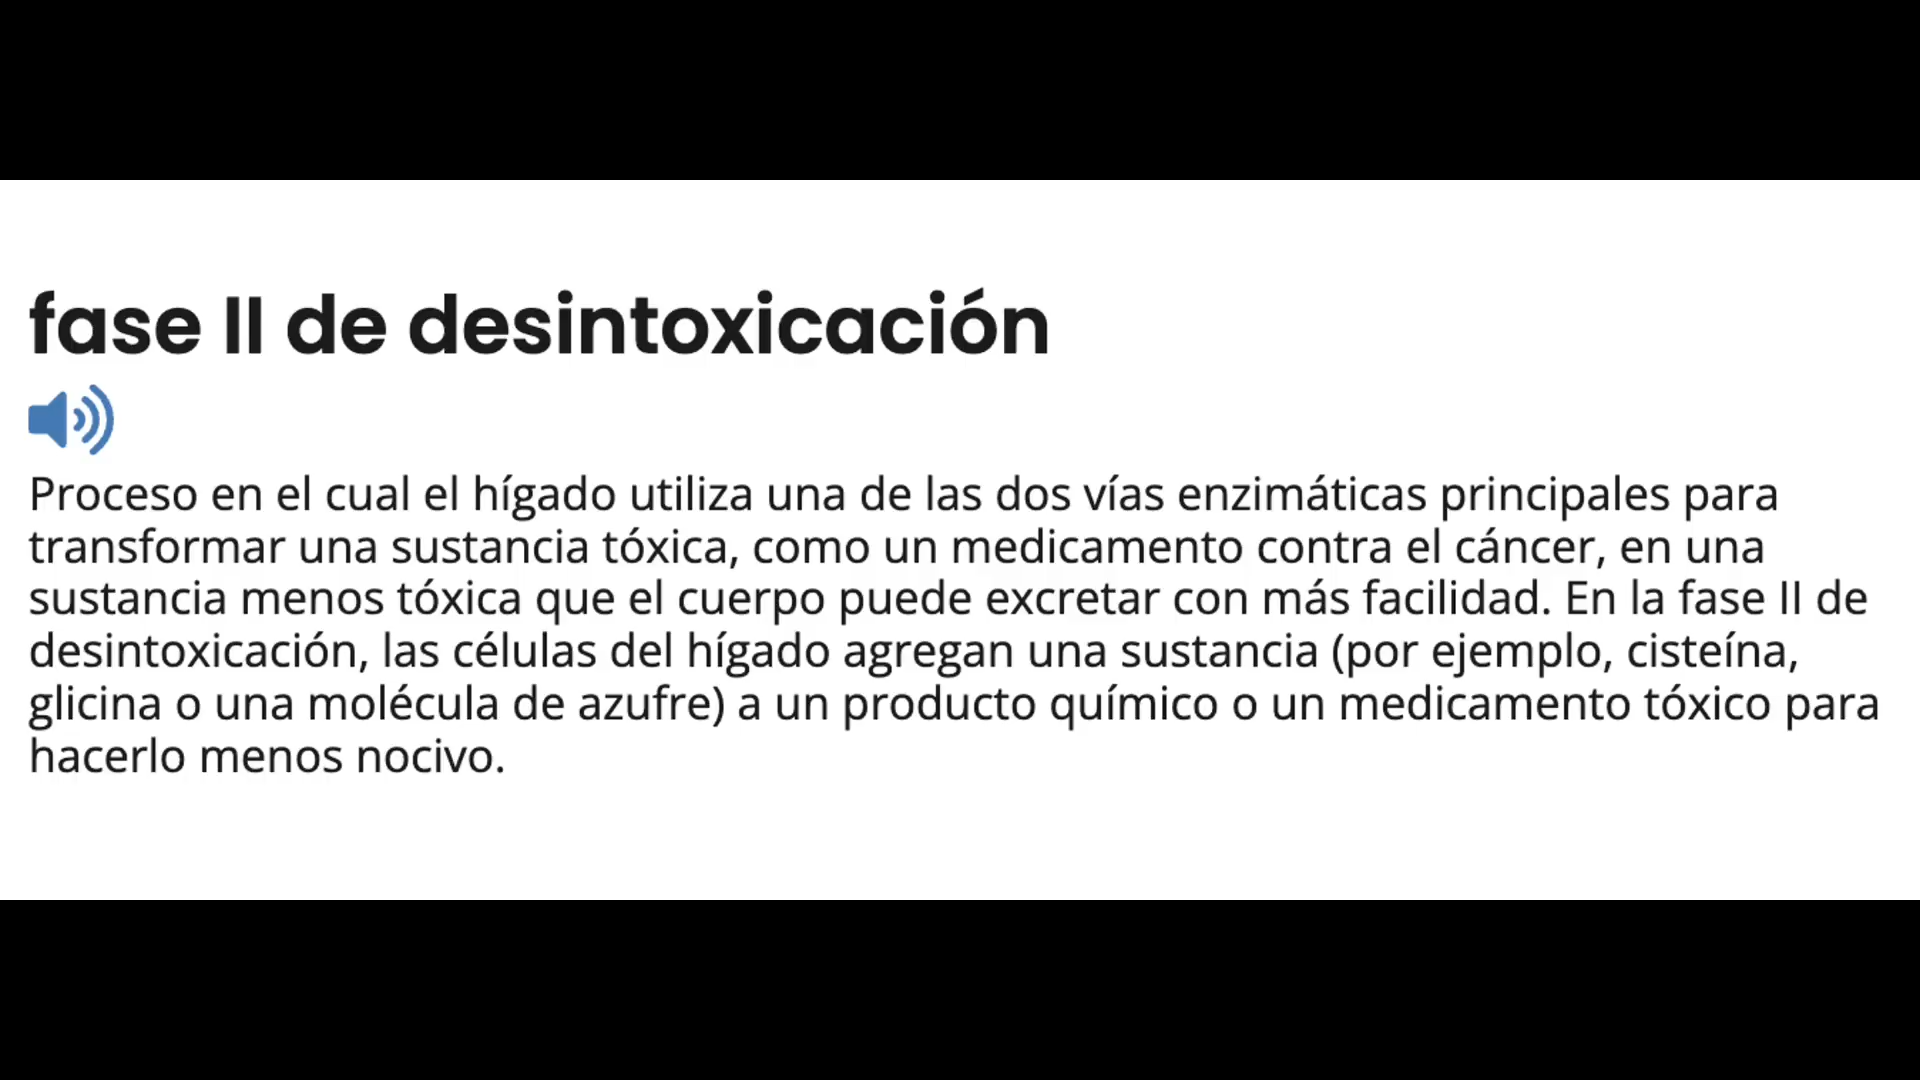 fase II de desintoxicación
Proceso en el cual el hígado utiliza una de las dos vías enzimáticas principales para
transformar una sustancia tóxica, como un medicamento contra el cáncer, en una
sustancia menos tóxica que el cuerpo puede excretar con más facilidad. En la fase II de
desintoxicación, las células del hígado agregan una sustancia (por ejemplo, cisteína,
glicina o una molécula de azufre) a un producto químico o un medicamento tóxico para
hacerlo menos nocivo.